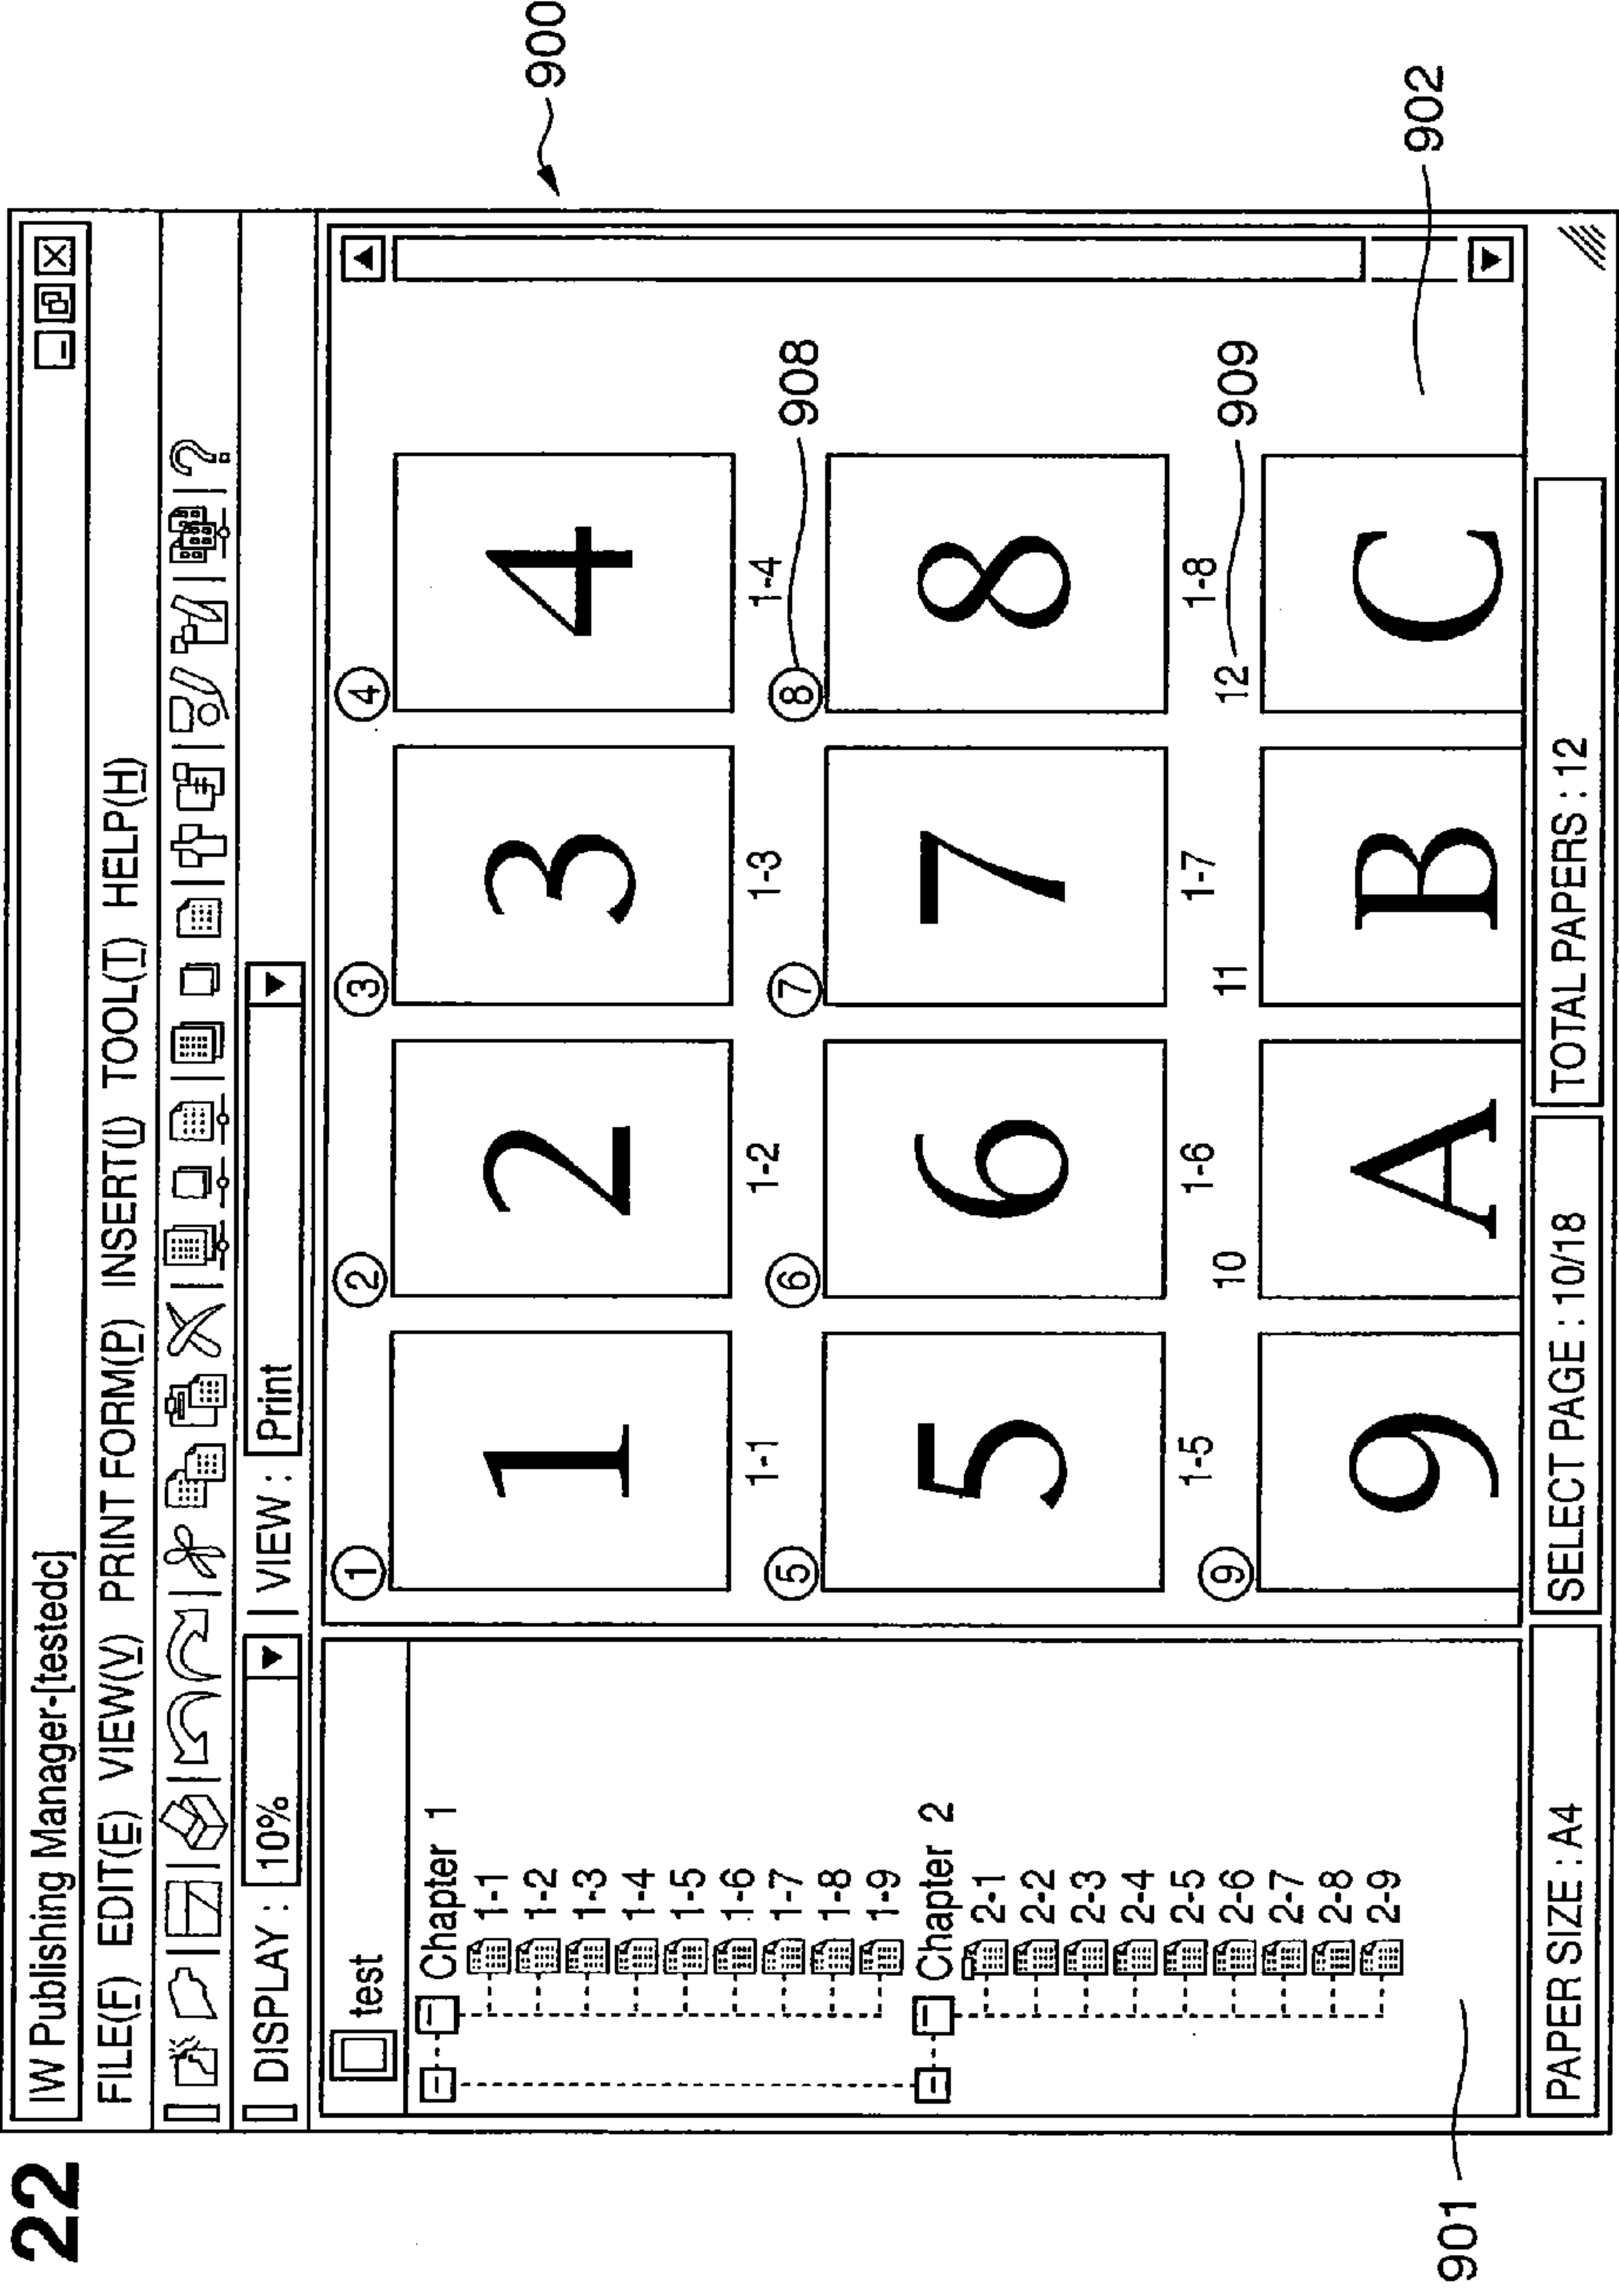 22
IW Publishing Manager-[testedc]
FILE(F) EDIT(E) VIEW(V) PRINT FORM(P) INSERT(I) TOOL(T) HELP(H)
?
DISPLAY : 10% VIEW : Print
900
test
Chapter 1
1-1
1-2
1-3
1-4
1-5
1-6
1-7
1-8
1-9
Chapter 2
2-1
2-2
2-3
2-4
2-5
2-6
2-7
2-8
2-9
① ② ③ ④
1 2 3 4
1-1 1-2 1-3 1-4
⑤ ⑥ ⑦ ⑧ 908
5 6 7 8
1-5 1-6 1-7 1-8
⑨ 10 11 12 909
9 A B C
901
902
PAPER SIZE : A4 SELECT PAGE : 10/18 TOTAL PAPERS : 12